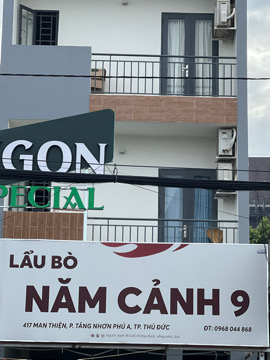 GON
SPECIAL
LẨU BÒ
NĂM CẢNH 9
417 MAN THIỆN, P. TĂNG NHƠN PHÚ A, TP. THỦ ĐỨC
ĐT: 0968 044 868